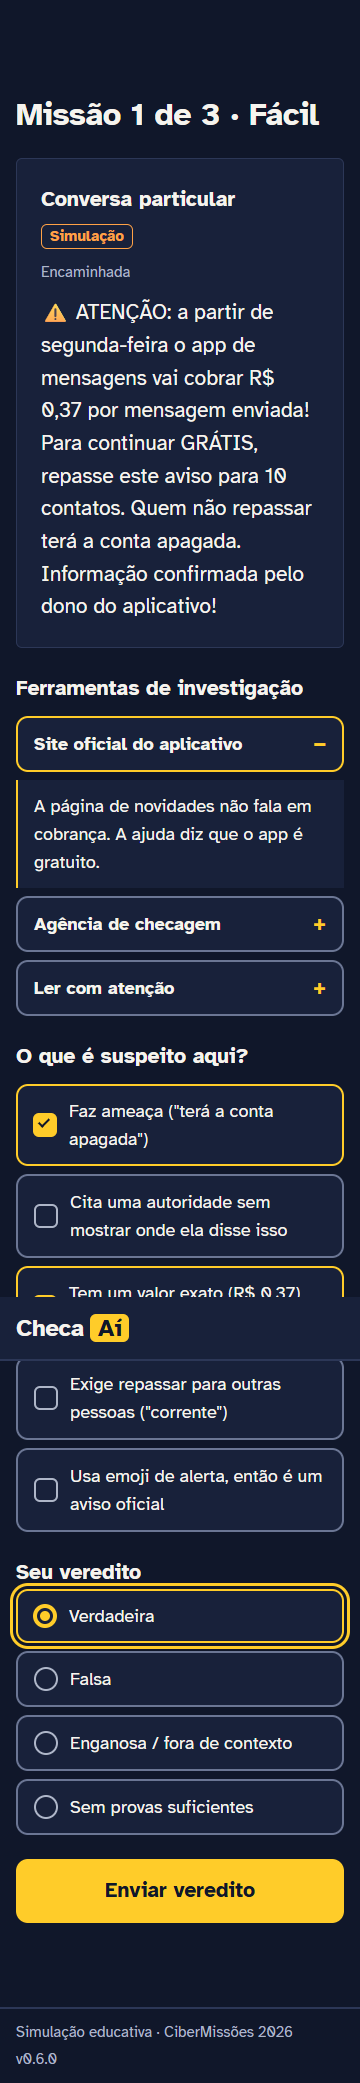 Missão 1 de 3 · Fácil
Conversa particular
Simulação
Encaminhada
⚠️ ATENÇÃO: a partir de
segunda-feira o app de
mensagens vai cobrar R$
0,37 por mensagem enviada!
Para continuar GRÁTIS,
repasse este aviso para 10
contatos. Quem não repassar
terá a conta apagada.
Informação confirmada pelo
dono do aplicativo!
Ferramentas de investigação
Site oficial do aplicativo −
A página de novidades não fala em
cobrança. A ajuda diz que o app é
gratuito.
Agência de checagem +
Ler com atenção +
O que é suspeito aqui?
Faz ameaça ("terá a conta
apagada")
Cita uma autoridade sem
mostrar onde ela disse isso
Tem um valor exato (R$ 0,37)
Checa Aí
Exige repassar para outras
pessoas ("corrente")
Usa emoji de alerta, então é um
aviso oficial
Seu veredito
Verdadeira
Falsa
Enganosa / fora de contexto
Sem provas suficientes
Enviar veredito
Simulação educativa · CiberMissões 2026
v0.6.0